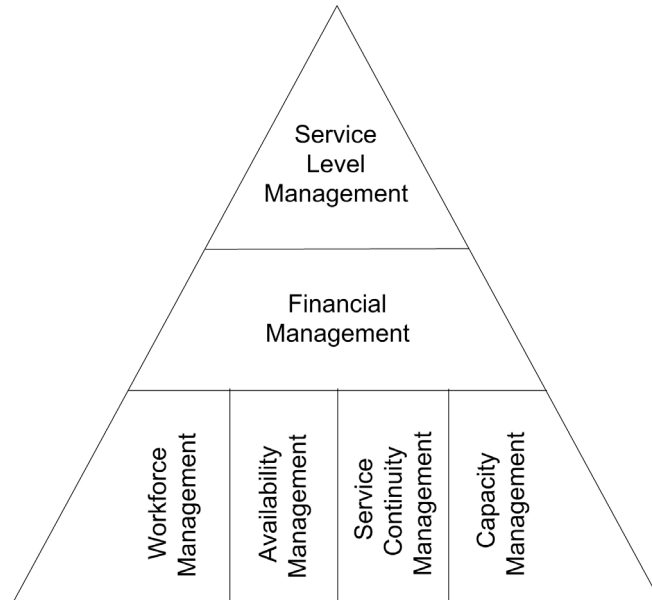 Service
Level
Management
Financial
Management
Workforce
Management
Availability
Management
Service
Continuity
Management
Capacity
Management